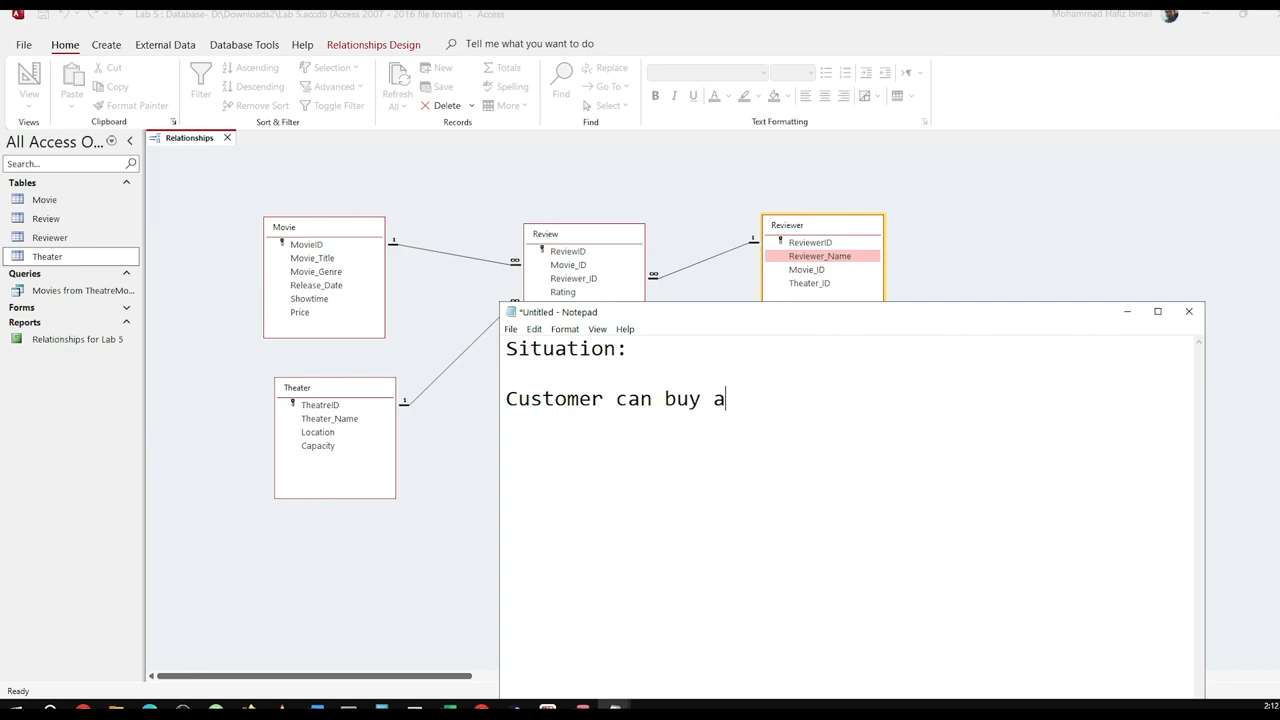 Lab 5 : Database- D:\Downloads2\Lab 5.accdb (Access 2007 - 2016 file format) - Access
Mohammad Hafiz Ismail
File Home Create External Data Database Tools Help Relationships Design Tell me what you want to do
View
Views
Paste
Cut
Copy
Format Painter
Clipboard
Filter
Ascending
Descending
Remove Sort
Selection
Advanced
Toggle Filter
Sort & Filter
Refresh
All
New
Save
Delete
Totals
Spelling
More
Records
Find
Replace
Go To
Select
Find
B I U A
Text Formatting
All Access O...
Search...
Tables
Movie
Review
Reviewer
Theater
Queries
Movies from TheatreMo...
Forms
Reports
Relationships for Lab 5
Relationships
Movie
MovieID
Movie_Title
Movie_Genre
Release_Date
Showtime
Price
Review
ReviewID
Movie_ID
Reviewer_ID
Rating
Reviewer
ReviewerID
Reviewer_Name
Movie_ID
Theater_ID
Theater
TheatreID
Theater_Name
Location
Capacity
1
∞
1
∞
1
∞
*Untitled - Notepad
File Edit Format View Help
Situation:
Customer can buy a
Ready
2:12